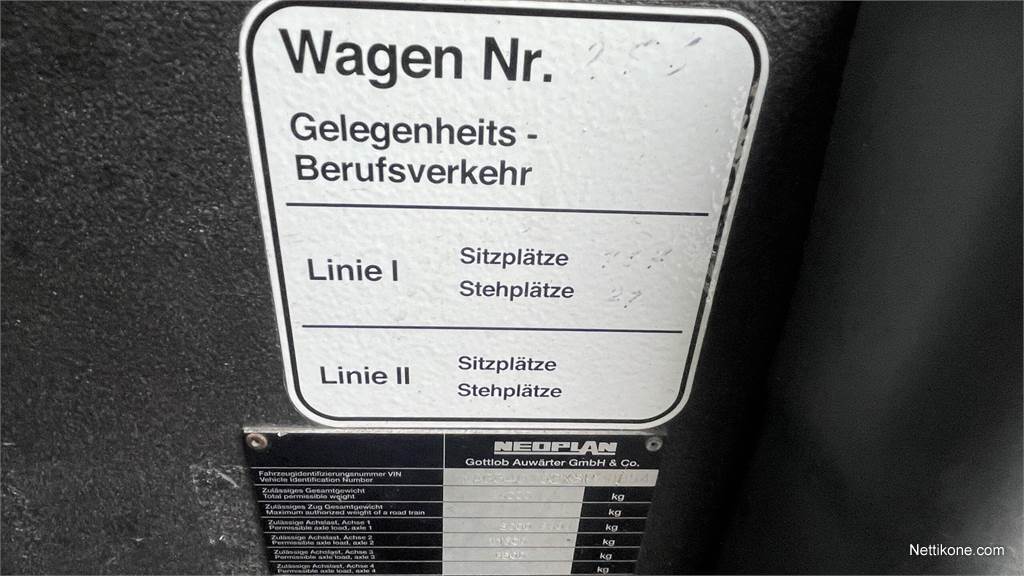 Wagen Nr.
Gelegenheits -
Berufsverkehr
Linie I
Sitzplätze
Stehplätze
Linie II
Sitzplätze
Stehplätze
NEOPLAN
Gottlob Auwärter GmbH & Co.
Fahrzeugidentifizierungsnummer VIN
Vehicle Identification Number
Zulässiges Gesamtgewicht
Total permissible weight
kg
Zulässiges Zug Gesamtgewicht
Maximum authorized weight of a road train
kg
Zulässige Achslast, Achse 1
Permissible axle load, axle 1
kg
Zulässige Achslast, Achse 2
Permissible axle load, axle 2
kg
Zulässige Achslast, Achse 3
Permissible axle load, axle 3
kg
Zulässige Achslast, Achse 4
Permissible axle load, axle 4
kg
Nettikone.com